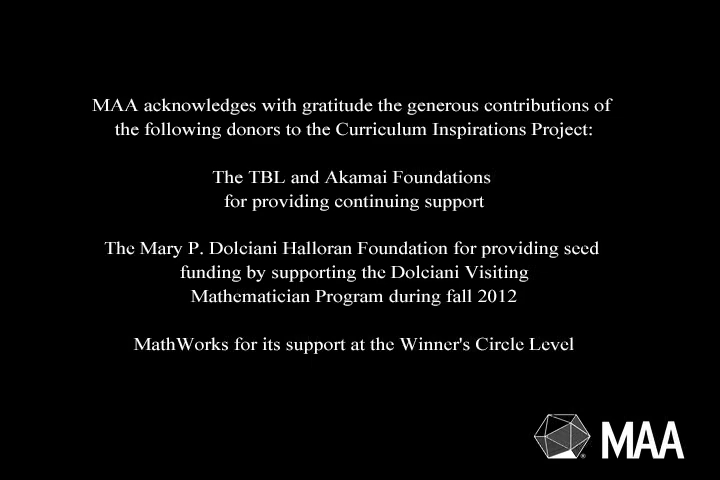 MAA acknowledges with gratitude the generous contributions of
the following donors to the Curriculum Inspirations Project:
The TBL and Akamai Foundations
for providing continuing support
The Mary P. Dolciani Halloran Foundation for providing seed
funding by supporting the Dolciani Visiting
Mathematician Program during fall 2012
MathWorks for its support at the Winner's Circle Level
® MAA